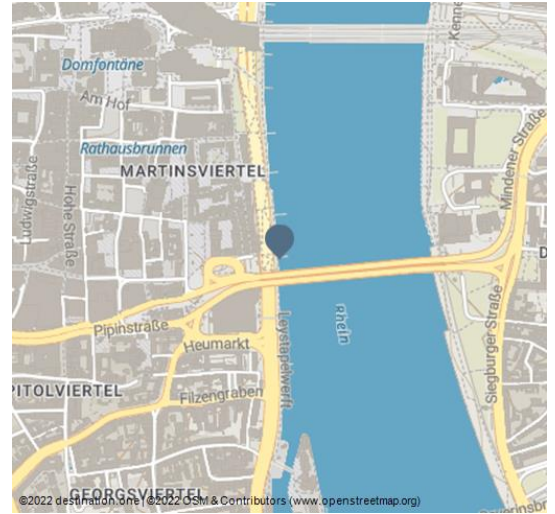 Kenne
Domfontäne
Am Hof
Rathausbrunnen
MARTINSVIERTEL
Ludwigstraße
Hohe Straße
Mindener Straße
D
Rhein
Leystapelwerft
Pipinstraße
Heumarkt
Siegburger Straße
PITOLVIERTEL
Filzengraben
GEORGSVIERTEL
©2022 destination.one | ©2022 OSM & Contributors (www.openstreetmap.org)